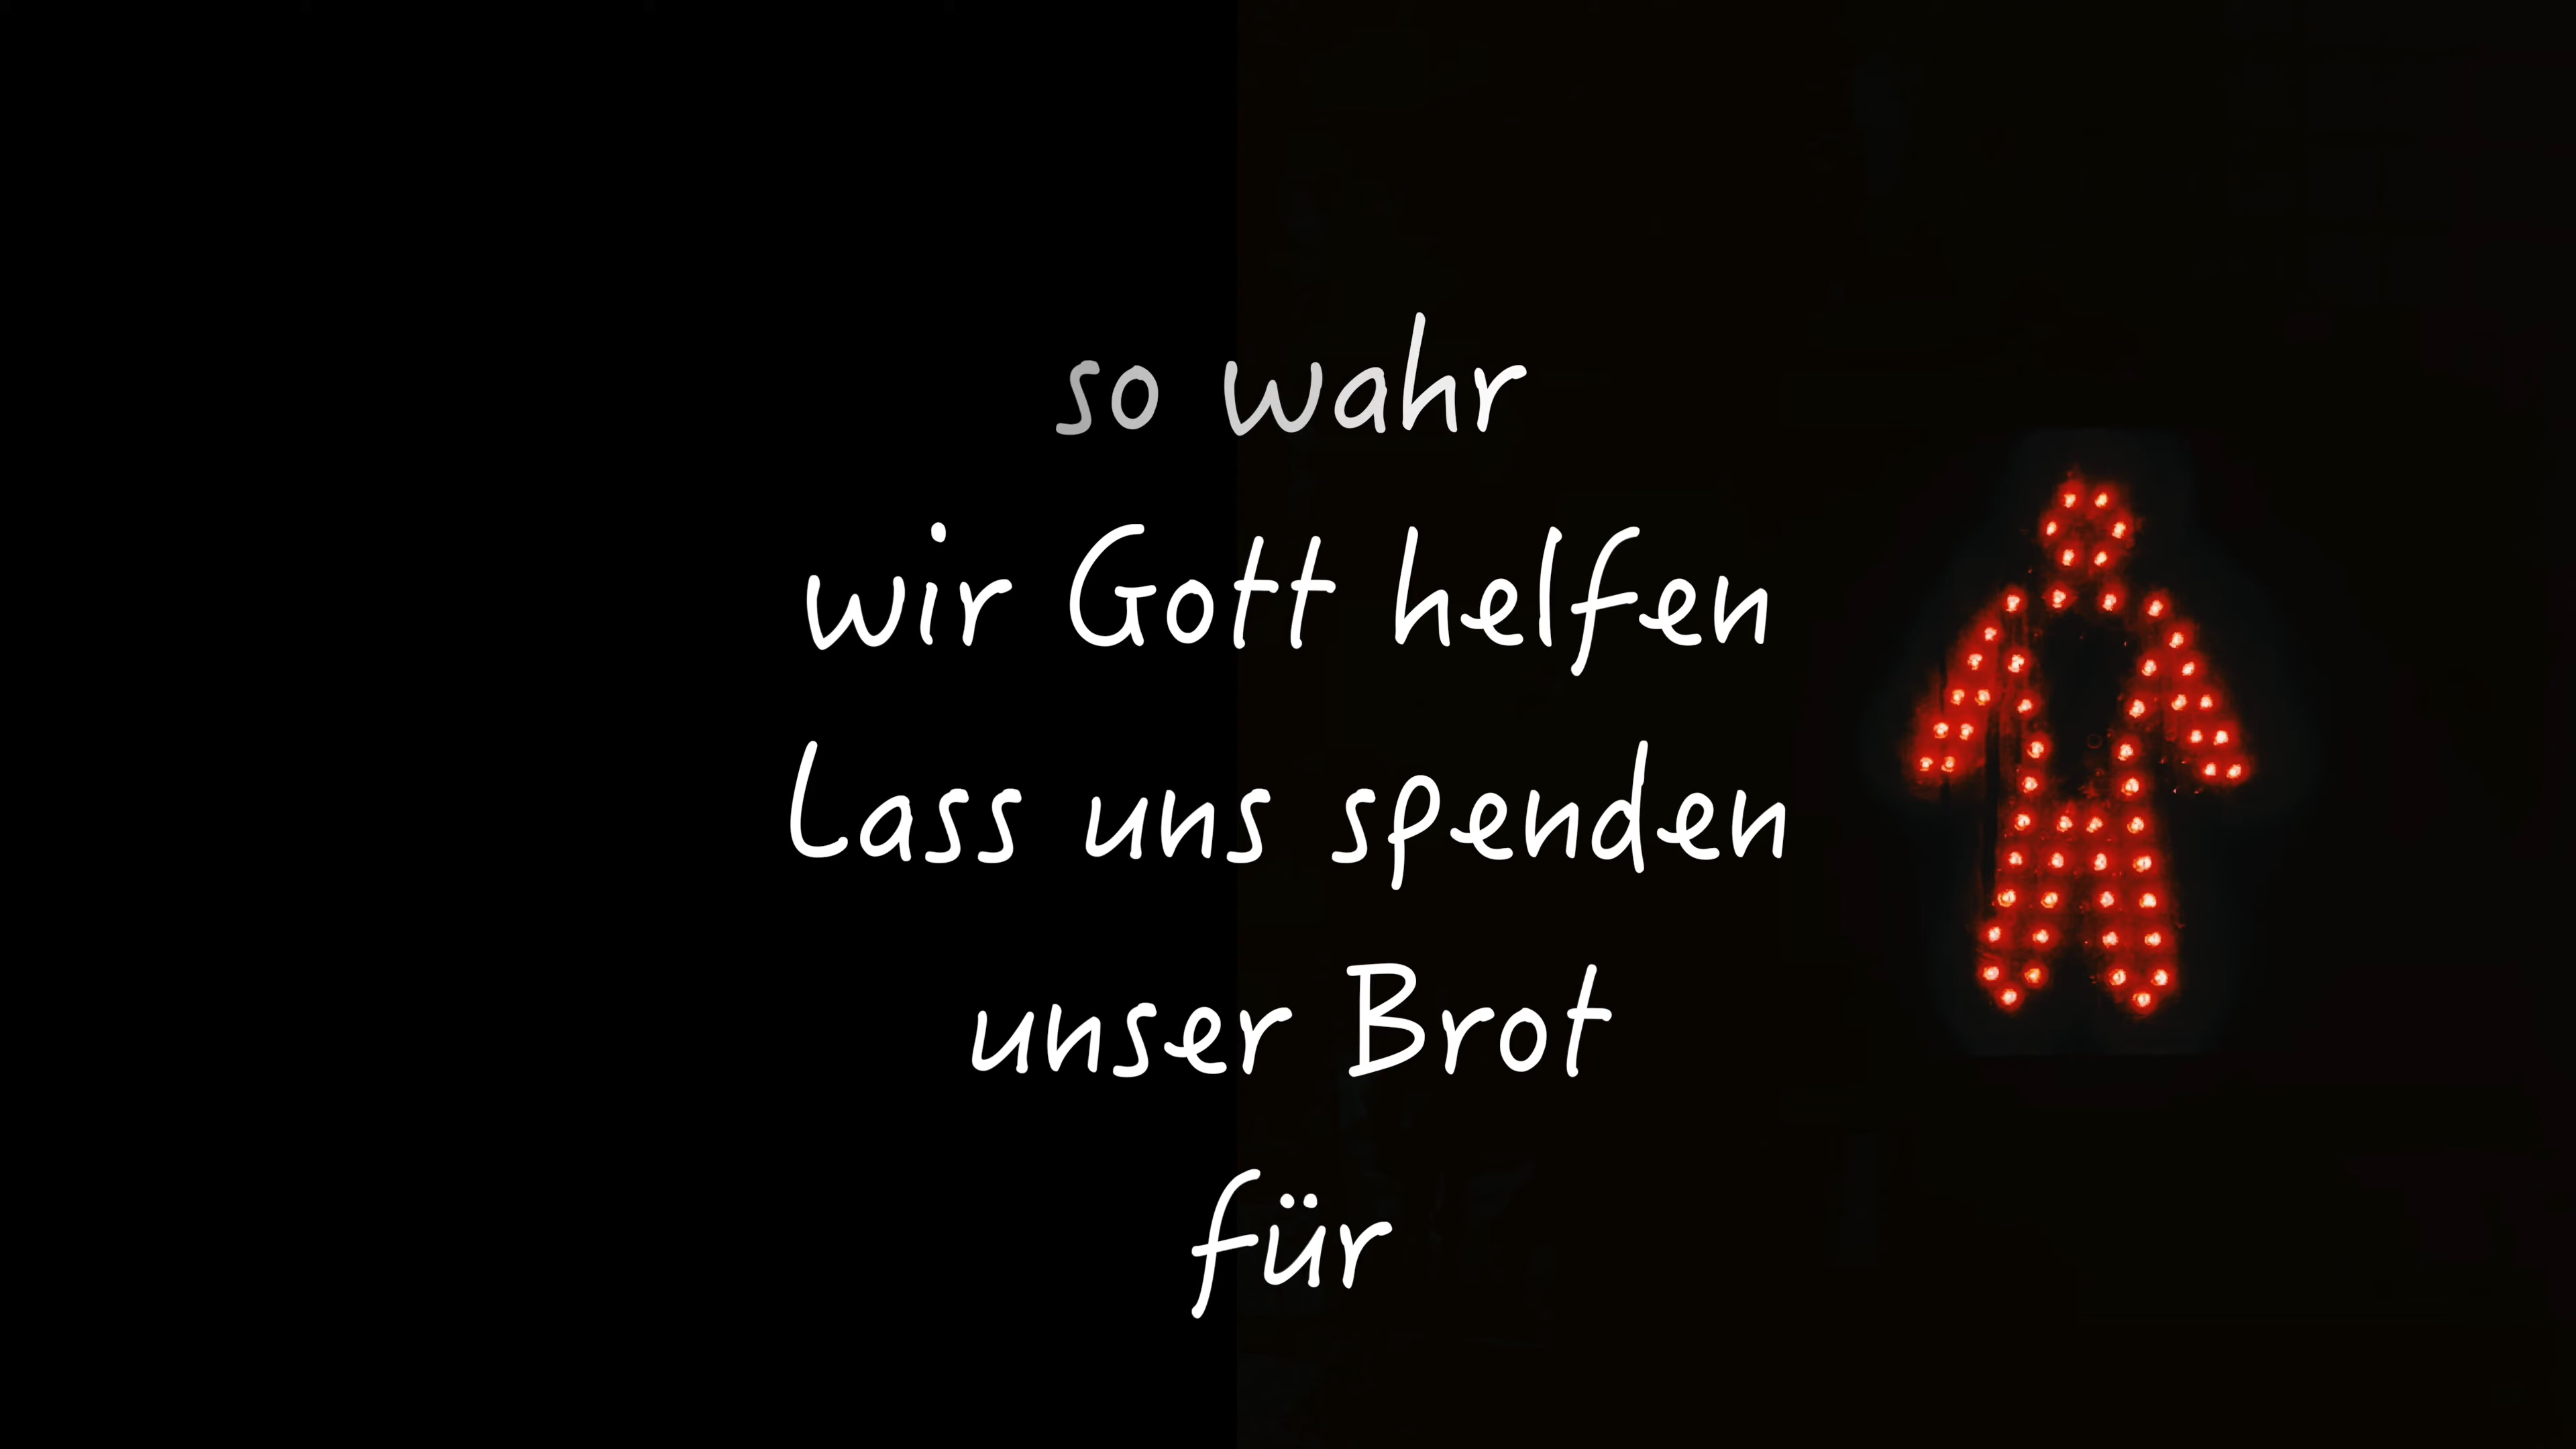 so wahr
wir Gott helfen
Lass uns spenden
unser Brot
für